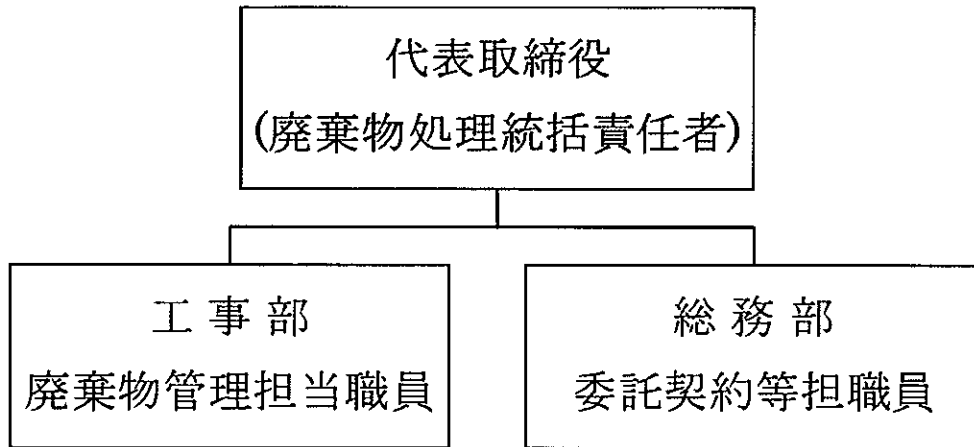 代表取締役
(廃棄物処理統括責任者)
工事部
廃棄物管理担当職員
総務部
委託契約等担職員